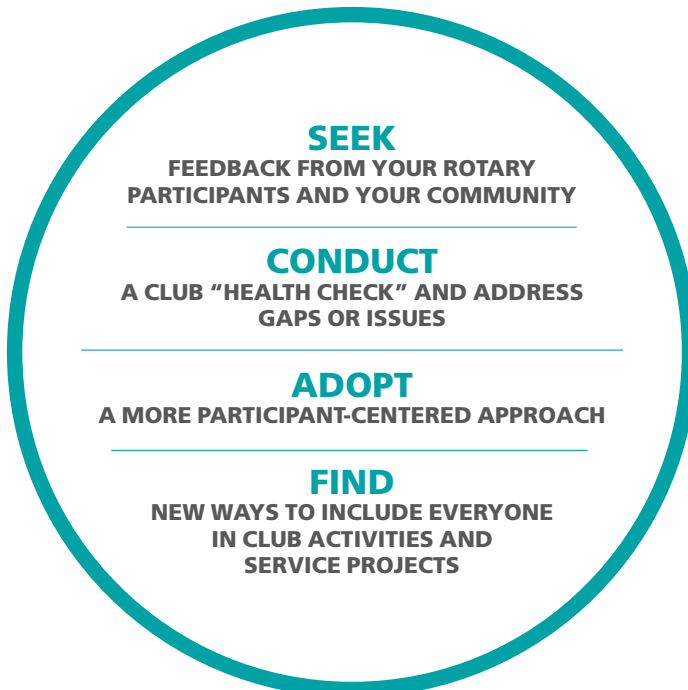 SEEK
FEEDBACK FROM YOUR ROTARY
PARTICIPANTS AND YOUR COMMUNITY
CONDUCT
A CLUB “HEALTH CHECK” AND ADDRESS
GAPS OR ISSUES
ADOPT
A MORE PARTICIPANT-CENTERED APPROACH
FIND
NEW WAYS TO INCLUDE EVERYONE
IN CLUB ACTIVITIES AND
SERVICE PROJECTS